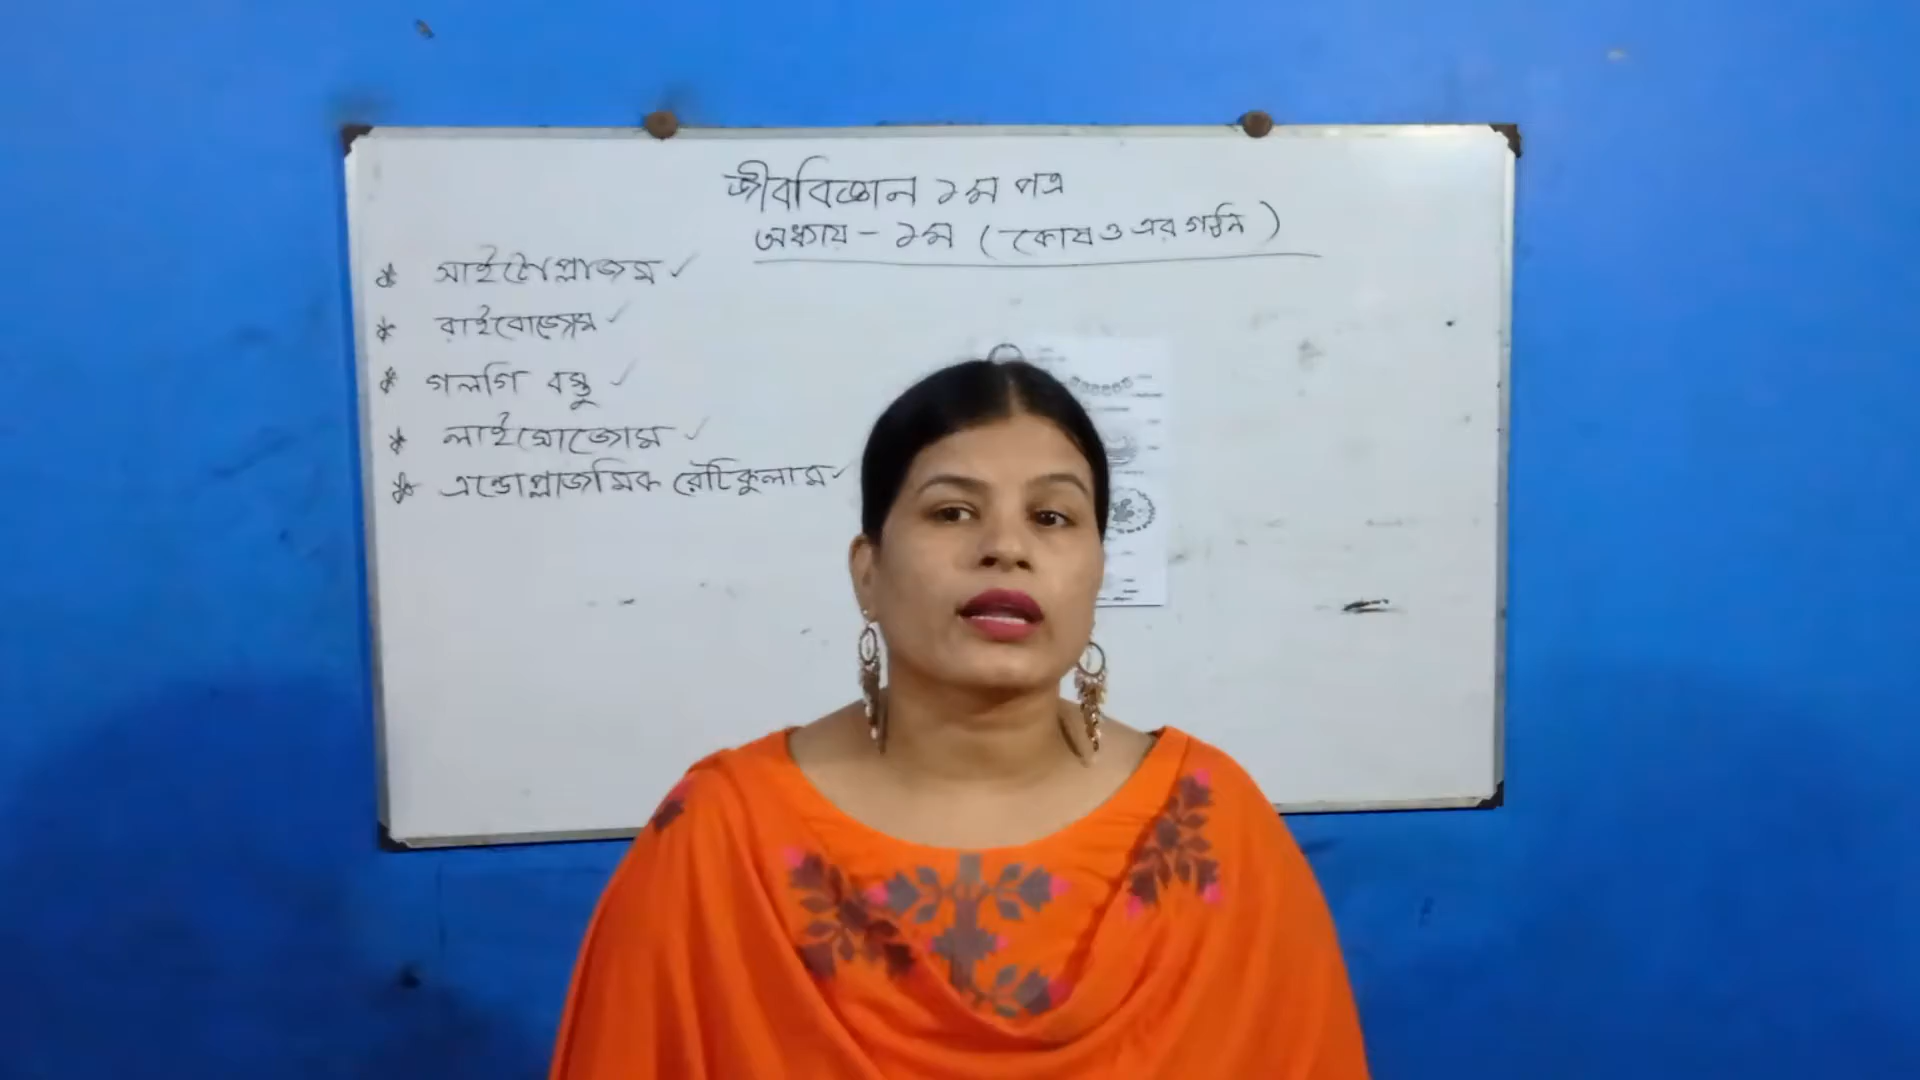 জীববিজ্ঞান ১ম পত্র
অধ্যায় - ১ম (কোষ ও এর গঠন)
* সাইটোপ্লাজম ✓
* রাইবোজোম ✓
* গলগি বস্তু ✓
* লাইসোজোম ✓
* এন্ডোপ্লাজমিক রেটিকুলাম ✓